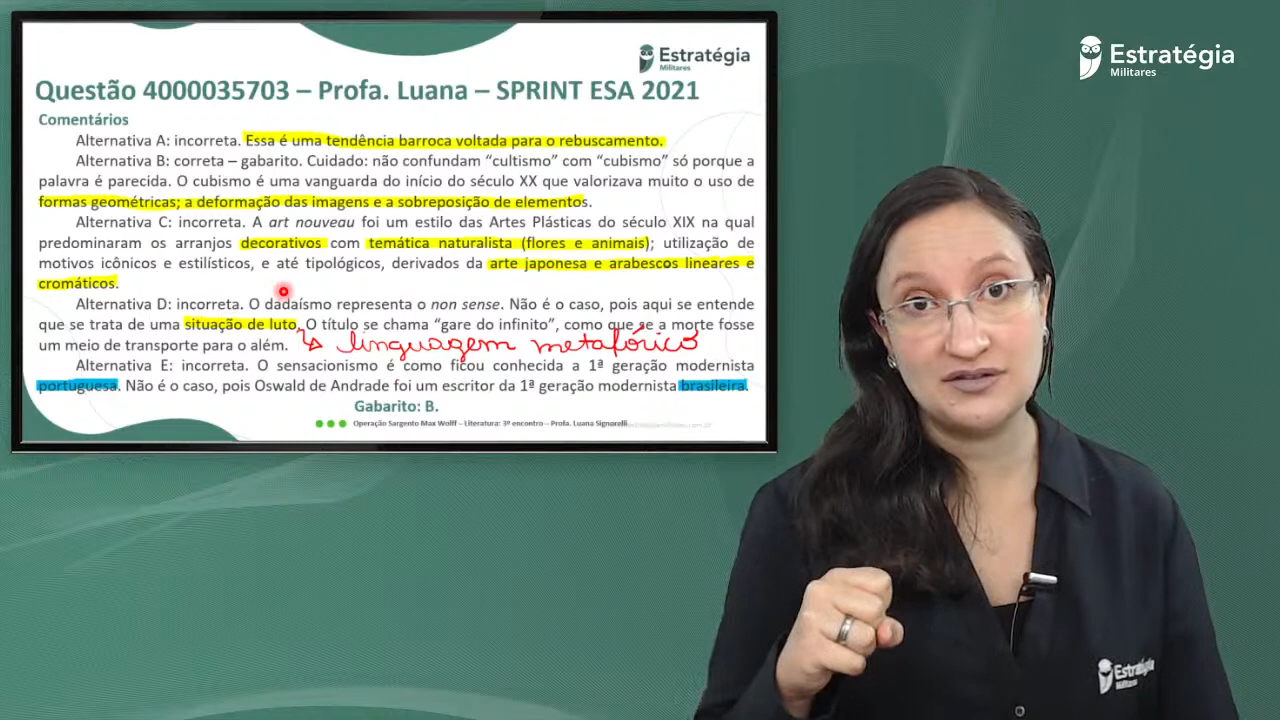 Estratégia
Militares
Questão 4000035703 – Profa. Luana – SPRINT ESA 2021
Comentários
Alternativa A: incorreta. Essa é uma tendência barroca voltada para o rebuscamento.
Alternativa B: correta – gabarito. Cuidado: não confundam “cultismo” com “cubismo” só porque a
palavra é parecida. O cubismo é uma vanguarda do início do século XX que valorizava muito o uso de
formas geométricas; a deformação das imagens e a sobreposição de elementos.
Alternativa C: incorreta. A art nouveau foi um estilo das Artes Plásticas do século XIX na qual
predominaram os arranjos decorativos com temática naturalista (flores e animais); utilização de
motivos icônicos e estilísticos, e até tipológicos, derivados da arte japonesa e arabescos lineares e
cromáticos.
Alternativa D: incorreta. O dadaísmo representa o non sense. Não é o caso, pois aqui se entende
que se trata de uma situação de luto. O título se chama “gare do infinito”, como que se a morte fosse
um meio de transporte para o além.
linguagem metafórica
Alternativa E: incorreta. O sensacionismo é como ficou conhecida a 1ª geração modernista
portuguesa. Não é o caso, pois Oswald de Andrade foi um escritor da 1ª geração modernista brasileira.
Gabarito: B.
Operação Sargento Max Wolff – Literatura: 3º encontro – Profa. Luana Signorelli
Estratégia
Militares
Estratégia
Militares